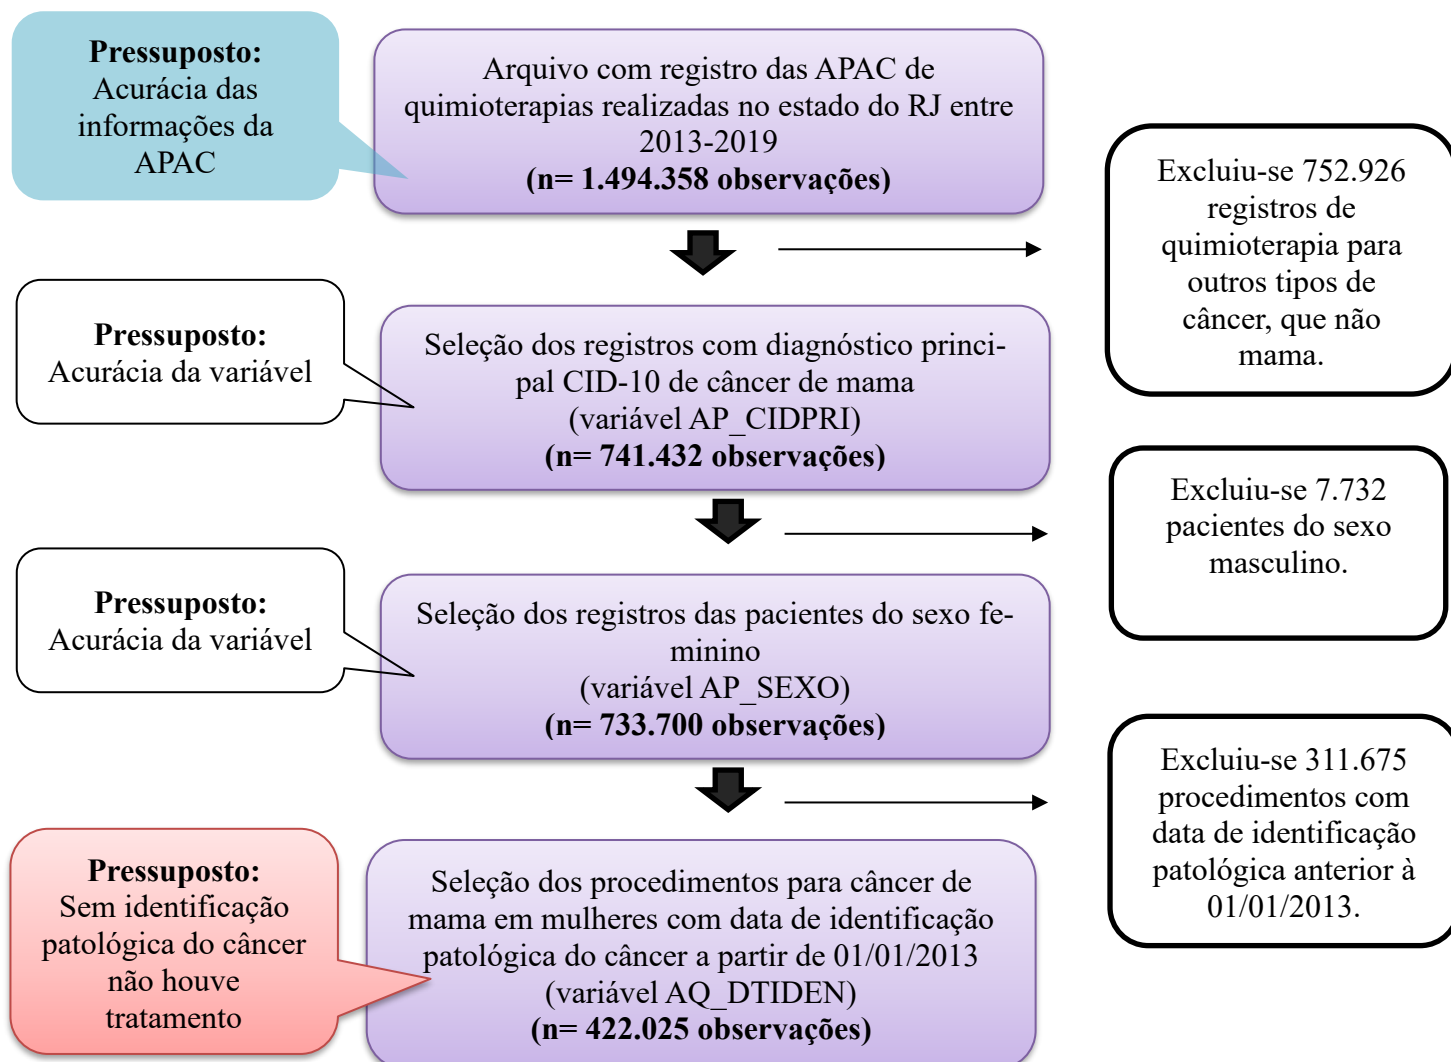 Pressuposto:
Acurácia das
informações da
APAC
Arquivo com registro das APAC de
quimioterapias realizadas no estado do RJ entre
2013-2019
(n= 1.494.358 observações)
Excluiu-se 752.926
registros de
quimioterapia para
outros tipos de
câncer, que não
mama.
Pressuposto:
Acurácia da variável
Seleção dos registros com diagnóstico princi-
pal CID-10 de câncer de mama
(variável AP_CIDPRI)
(n= 741.432 observações)
Excluiu-se 7.732
pacientes do sexo
masculino.
Pressuposto:
Acurácia da variável
Seleção dos registros das pacientes do sexo fe-
minino
(variável AP_SEXO)
(n= 733.700 observações)
Excluiu-se 311.675
procedimentos com
data de identificação
patológica anterior à
01/01/2013.
Pressuposto:
Sem identificação
patológica do câncer
não houve
tratamento
Seleção dos procedimentos para câncer de
mama em mulheres com data de identificação
patológica do câncer a partir de 01/01/2013
(variável AQ_DTIDEN)
(n= 422.025 observações)